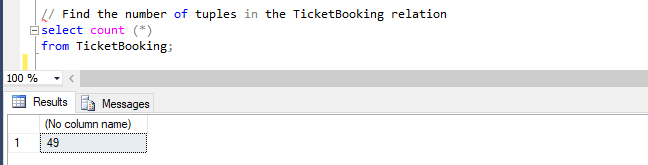 // Find the number of tuples in the TicketBooking relation
select count (*)
from TicketBooking;
100 %
Results Messages
(No column name)
1 49